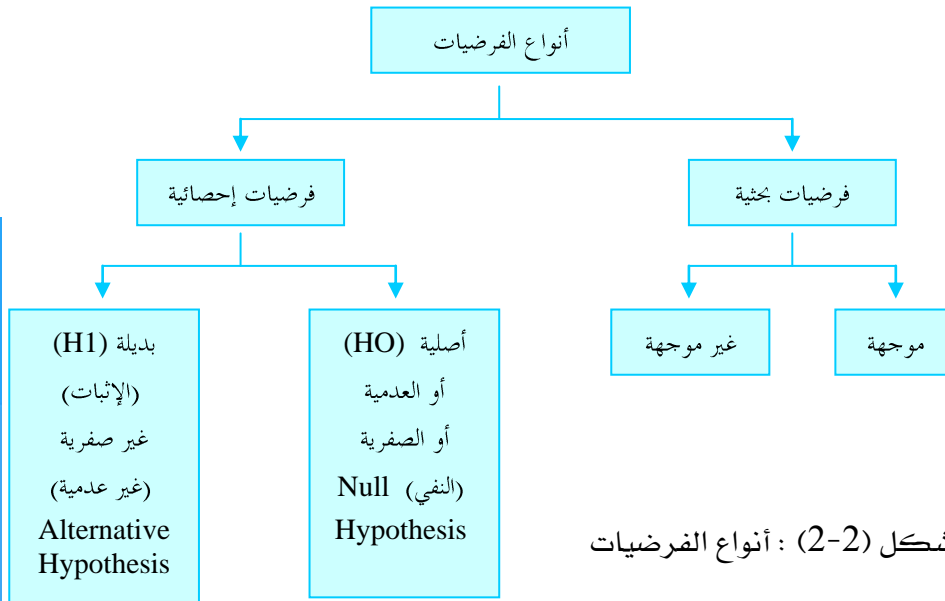 أنواع الفرضيات
فرضيات بحثية
فرضيات إحصائية
موجهة
غير موجهة
أصلية (HO)
أو العدمية
أو الصفرية
(النفي) Null
Hypothesis
بديلة (H1)
(الإثبات)
غير صفرية
(غير عدمية)
Alternative
Hypothesis
شكل (2-2) : أنواع الفرضيات